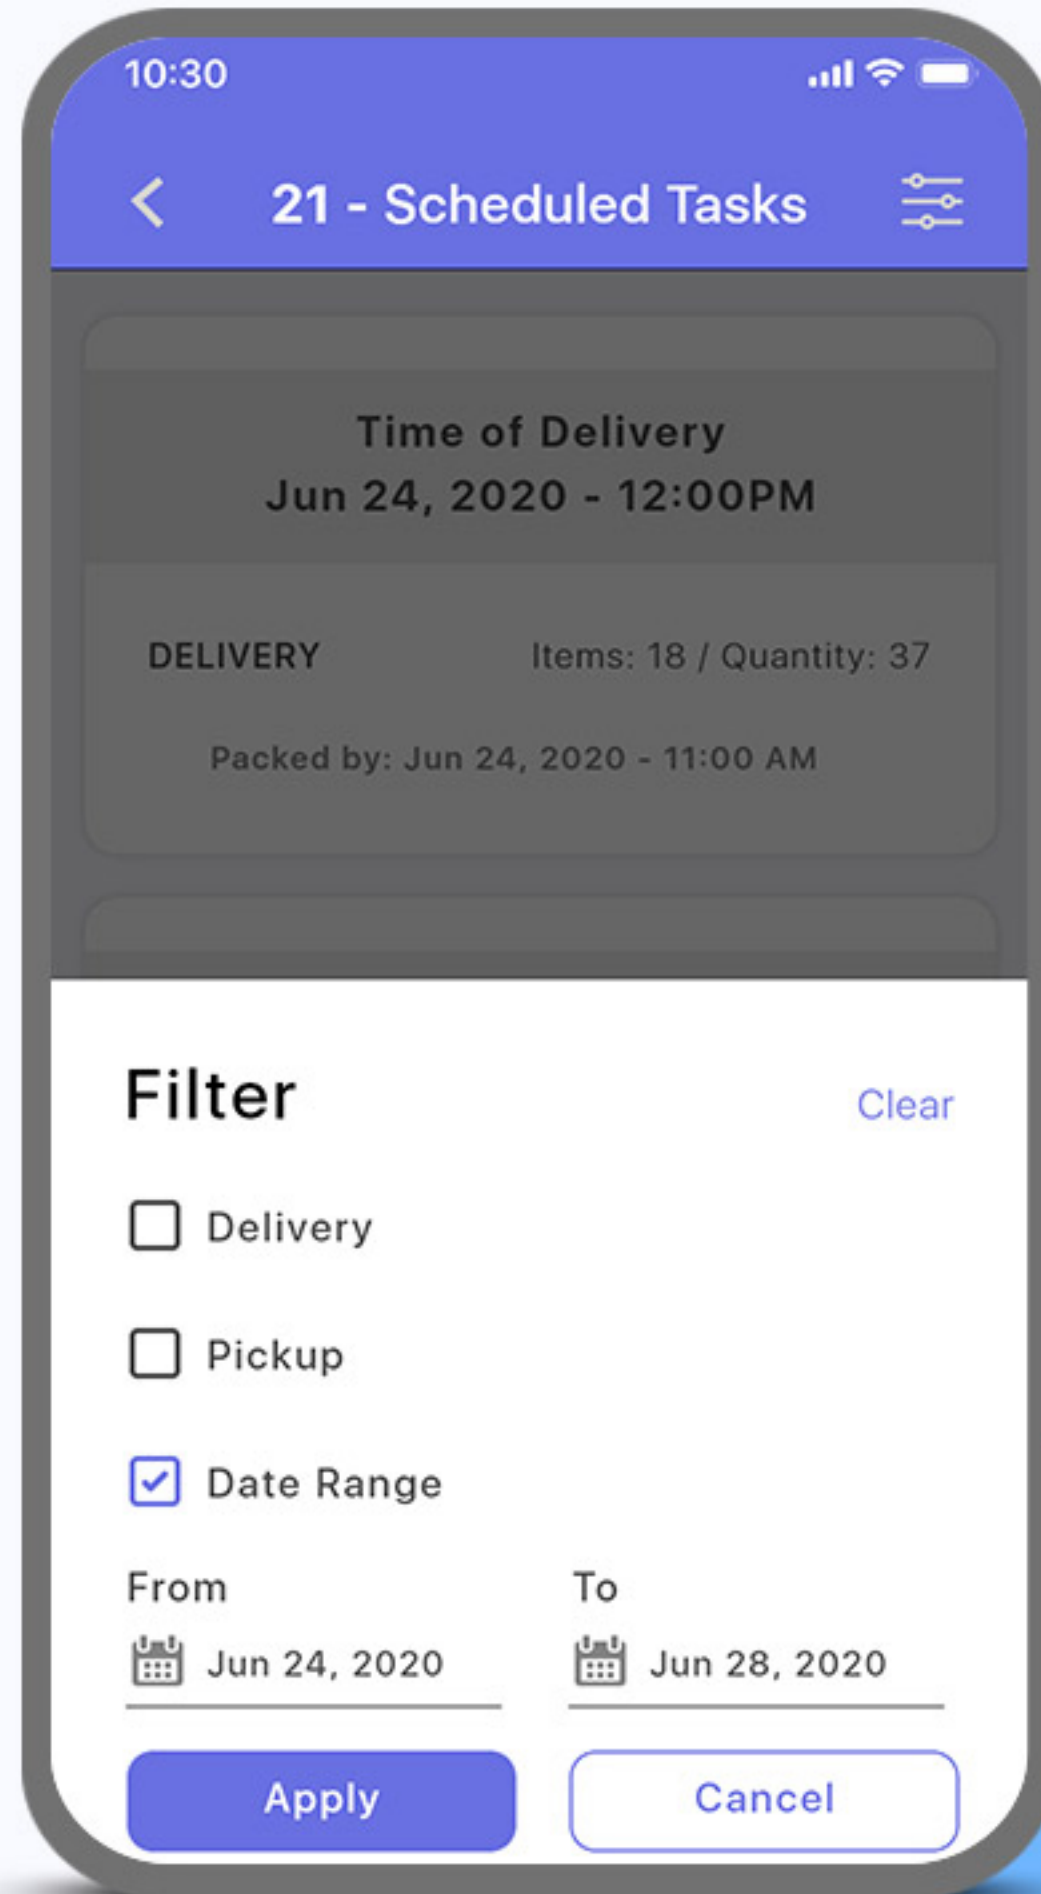 10:30
21 - Scheduled Tasks
Time of Delivery
Jun 24, 2020 - 12:00PM
DELIVERY Items: 18 / Quantity: 37
Packed by: Jun 24, 2020 - 11:00 AM
Filter Clear
Delivery
Pickup
Date Range
From To
Jun 24, 2020 Jun 28, 2020
Apply Cancel